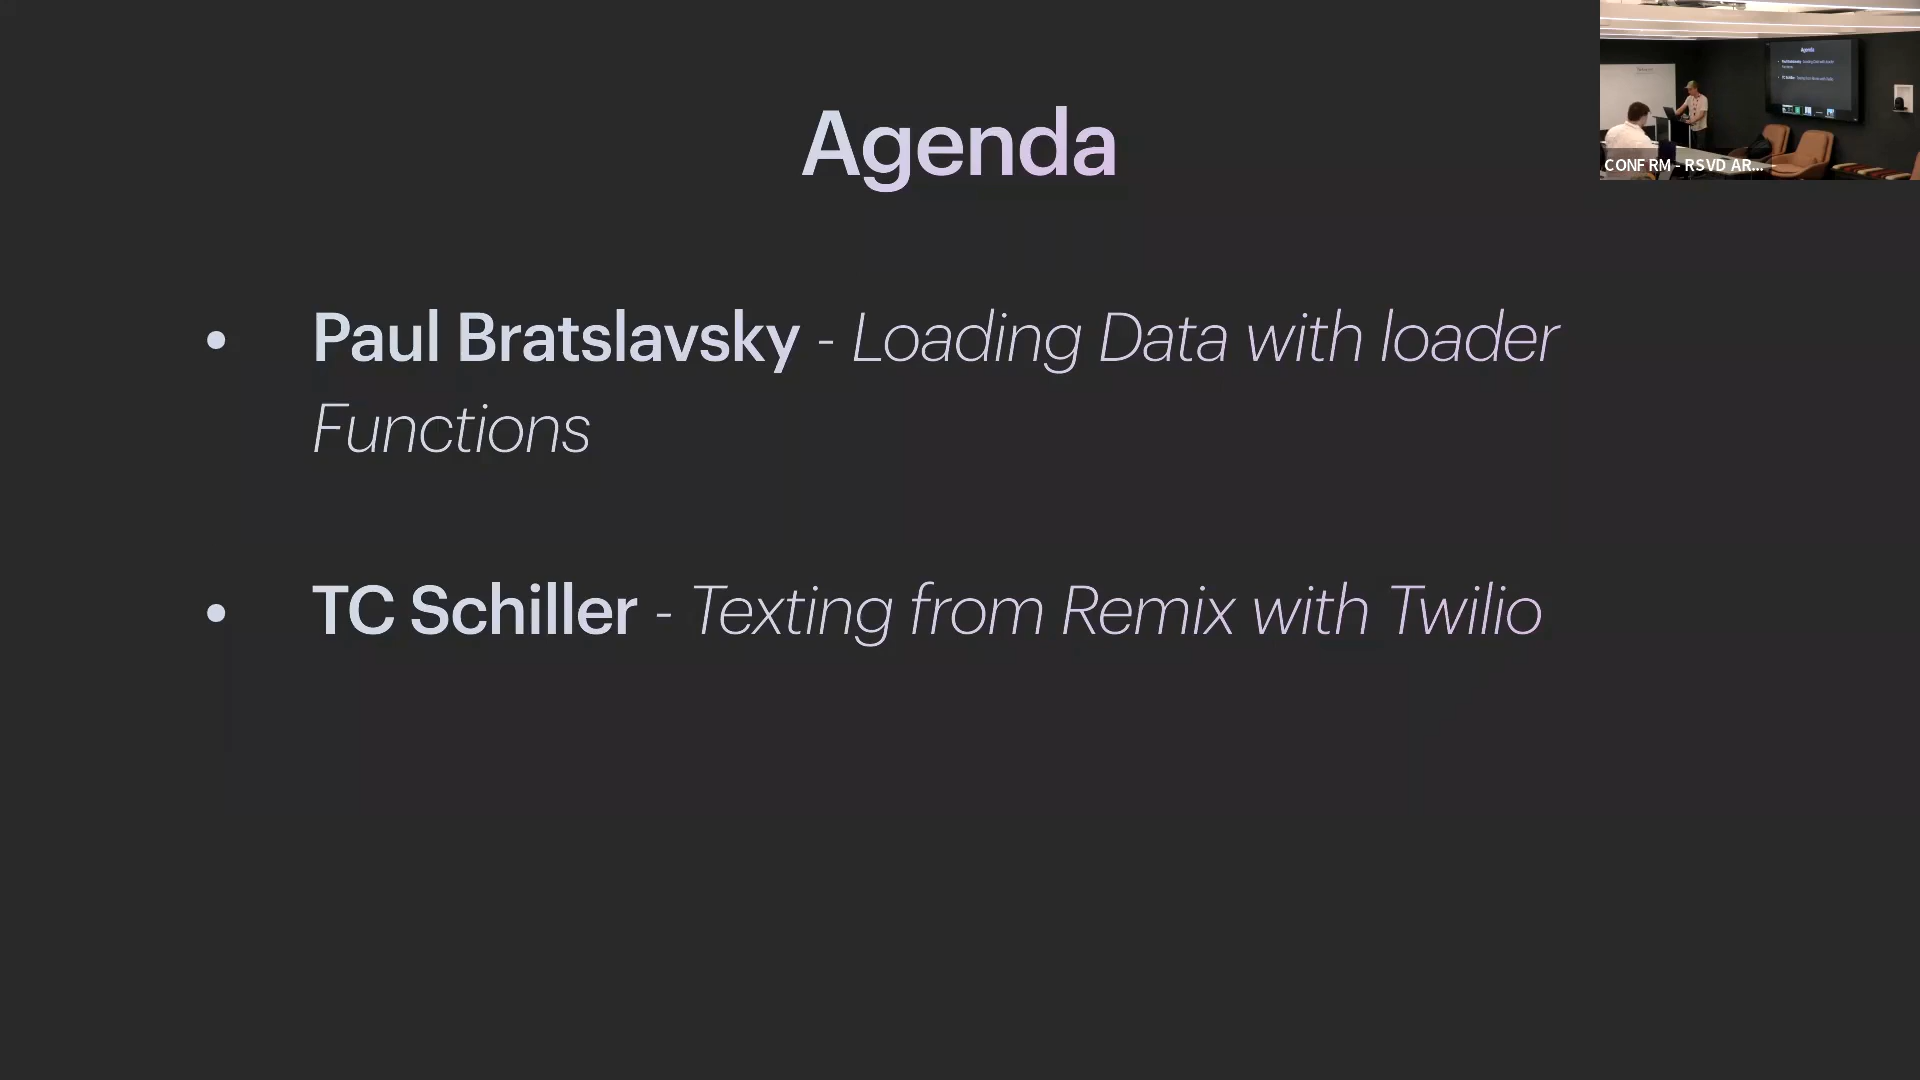 Agenda
• Paul Bratslavsky - Loading Data with loader
Functions
• TC Schiller - Texting from Remix with Twilio
CONF RM - RSVD AR...